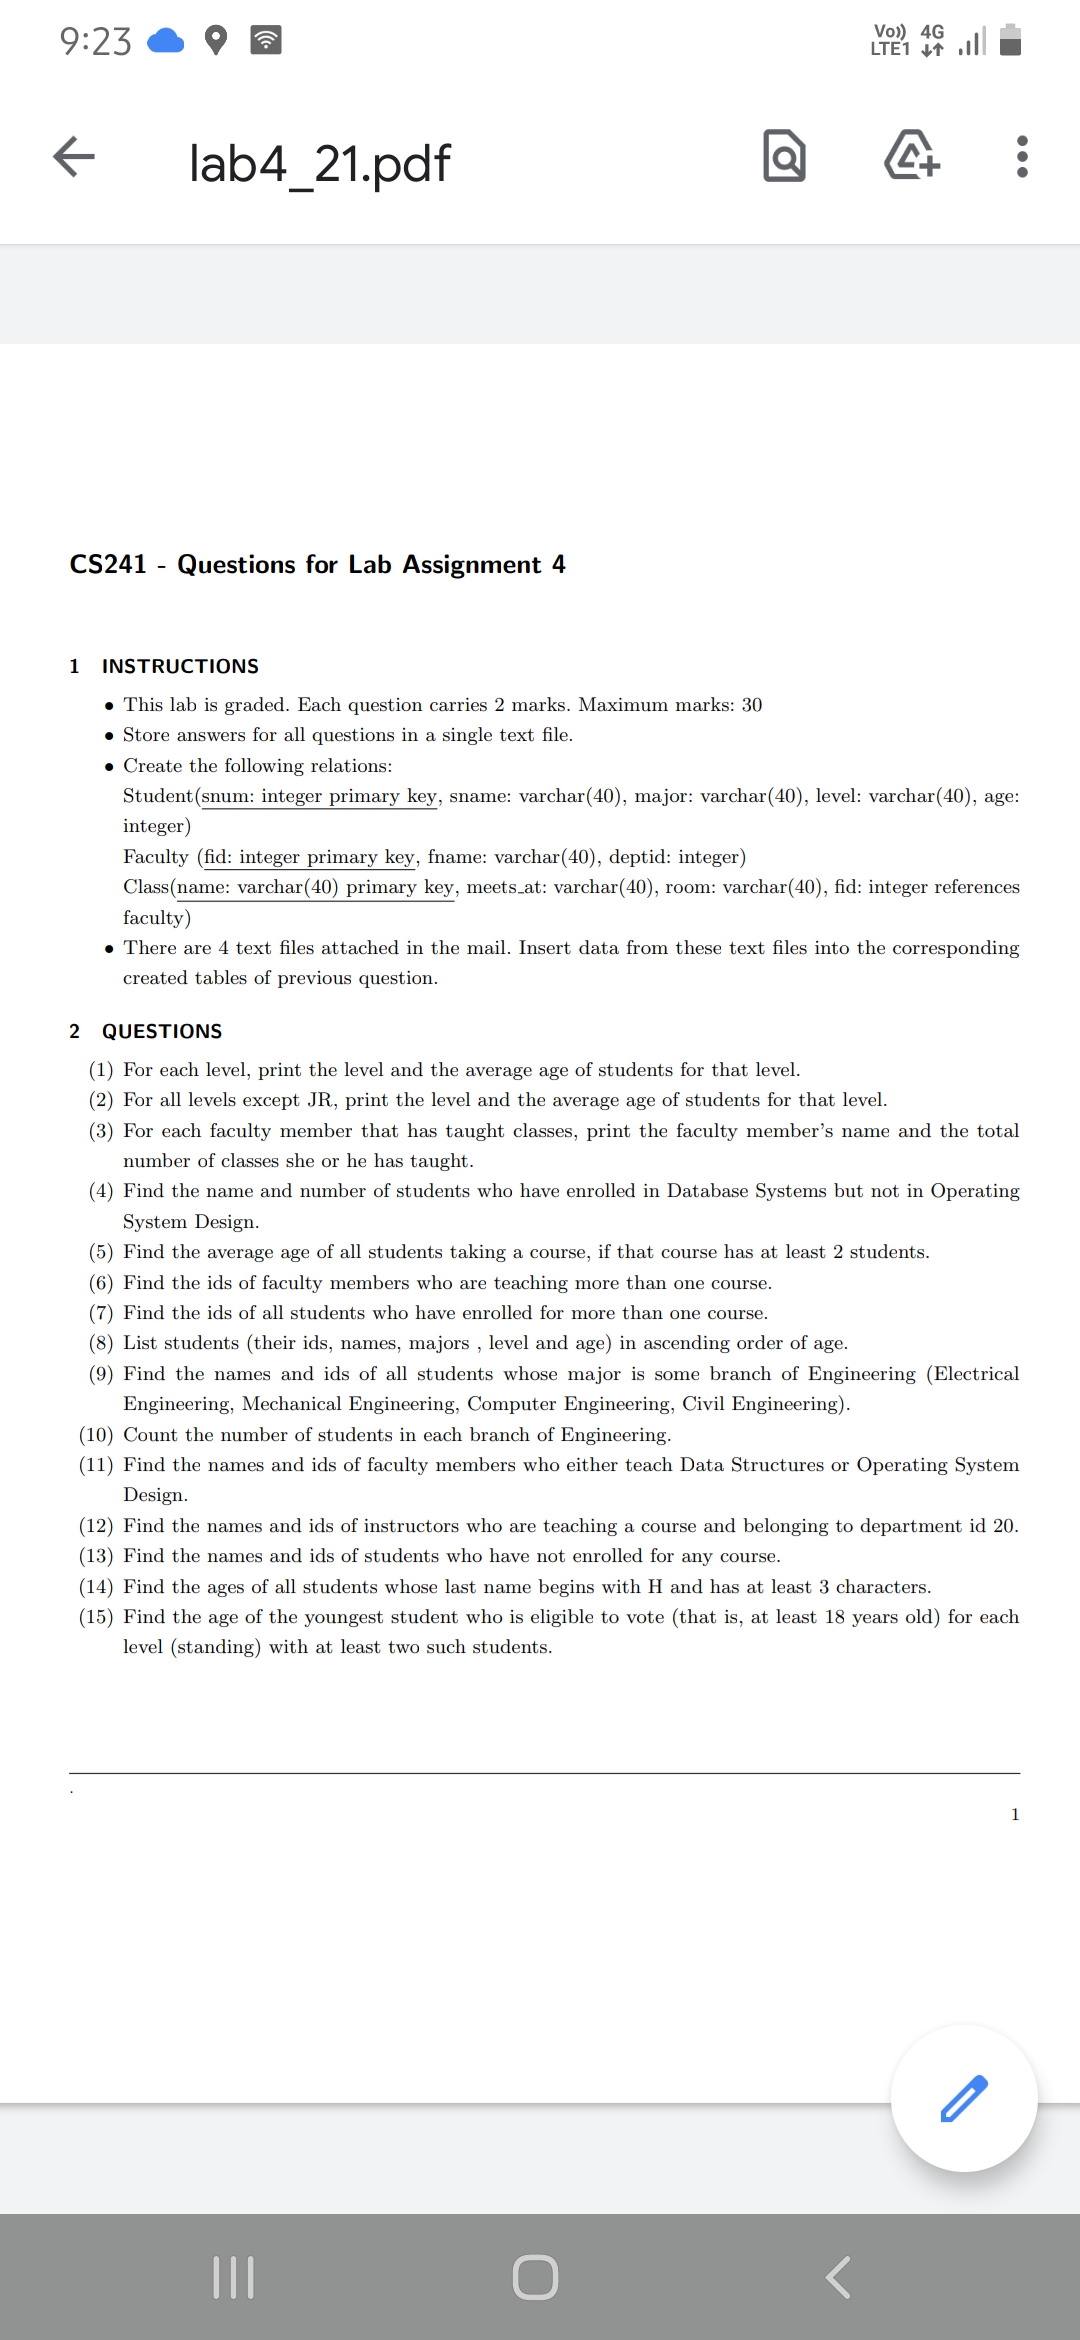 9:23
Vo)) 4G
LTE1
lab4_21.pdf
CS241 - Questions for Lab Assignment 4
1 INSTRUCTIONS
• This lab is graded. Each question carries 2 marks. Maximum marks: 30
• Store answers for all questions in a single text file.
• Create the following relations:
Student(snum: integer primary key, sname: varchar(40), major: varchar(40), level: varchar(40), age:
integer)
Faculty (fid: integer primary key, fname: varchar(40), deptid: integer)
Class(name: varchar(40) primary key, meets_at: varchar(40), room: varchar(40), fid: integer references
faculty)
• There are 4 text files attached in the mail. Insert data from these text files into the corresponding
created tables of previous question.
2 QUESTIONS
(1) For each level, print the level and the average age of students for that level.
(2) For all levels except JR, print the level and the average age of students for that level.
(3) For each faculty member that has taught classes, print the faculty member's name and the total
number of classes she or he has taught.
(4) Find the name and number of students who have enrolled in Database Systems but not in Operating
System Design.
(5) Find the average age of all students taking a course, if that course has at least 2 students.
(6) Find the ids of faculty members who are teaching more than one course.
(7) Find the ids of all students who have enrolled for more than one course.
(8) List students (their ids, names, majors , level and age) in ascending order of age.
(9) Find the names and ids of all students whose major is some branch of Engineering (Electrical
Engineering, Mechanical Engineering, Computer Engineering, Civil Engineering).
(10) Count the number of students in each branch of Engineering.
(11) Find the names and ids of faculty members who either teach Data Structures or Operating System
Design.
(12) Find the names and ids of instructors who are teaching a course and belonging to department id 20.
(13) Find the names and ids of students who have not enrolled for any course.
(14) Find the ages of all students whose last name begins with H and has at least 3 characters.
(15) Find the age of the youngest student who is eligible to vote (that is, at least 18 years old) for each
level (standing) with at least two such students.
.
1